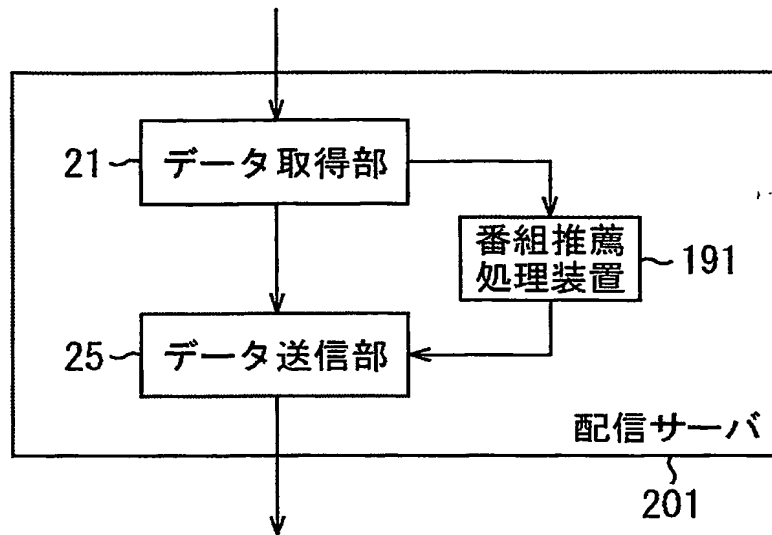 21
データ取得部
番組推薦
処理装置
191
25
データ送信部
配信サーバ
201